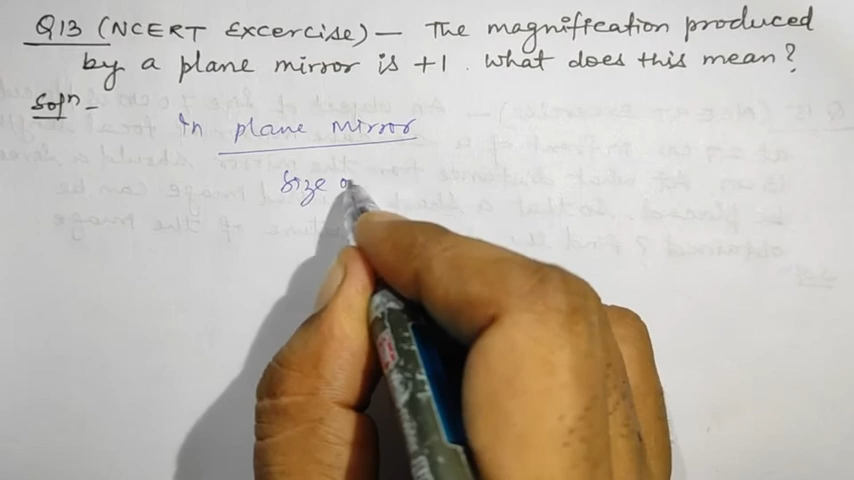 Q13 (NCERT Excercise) — The magnification produced
by a plane mirror is +1. What does this mean?
Solⁿ -
In plane mirror
Size o